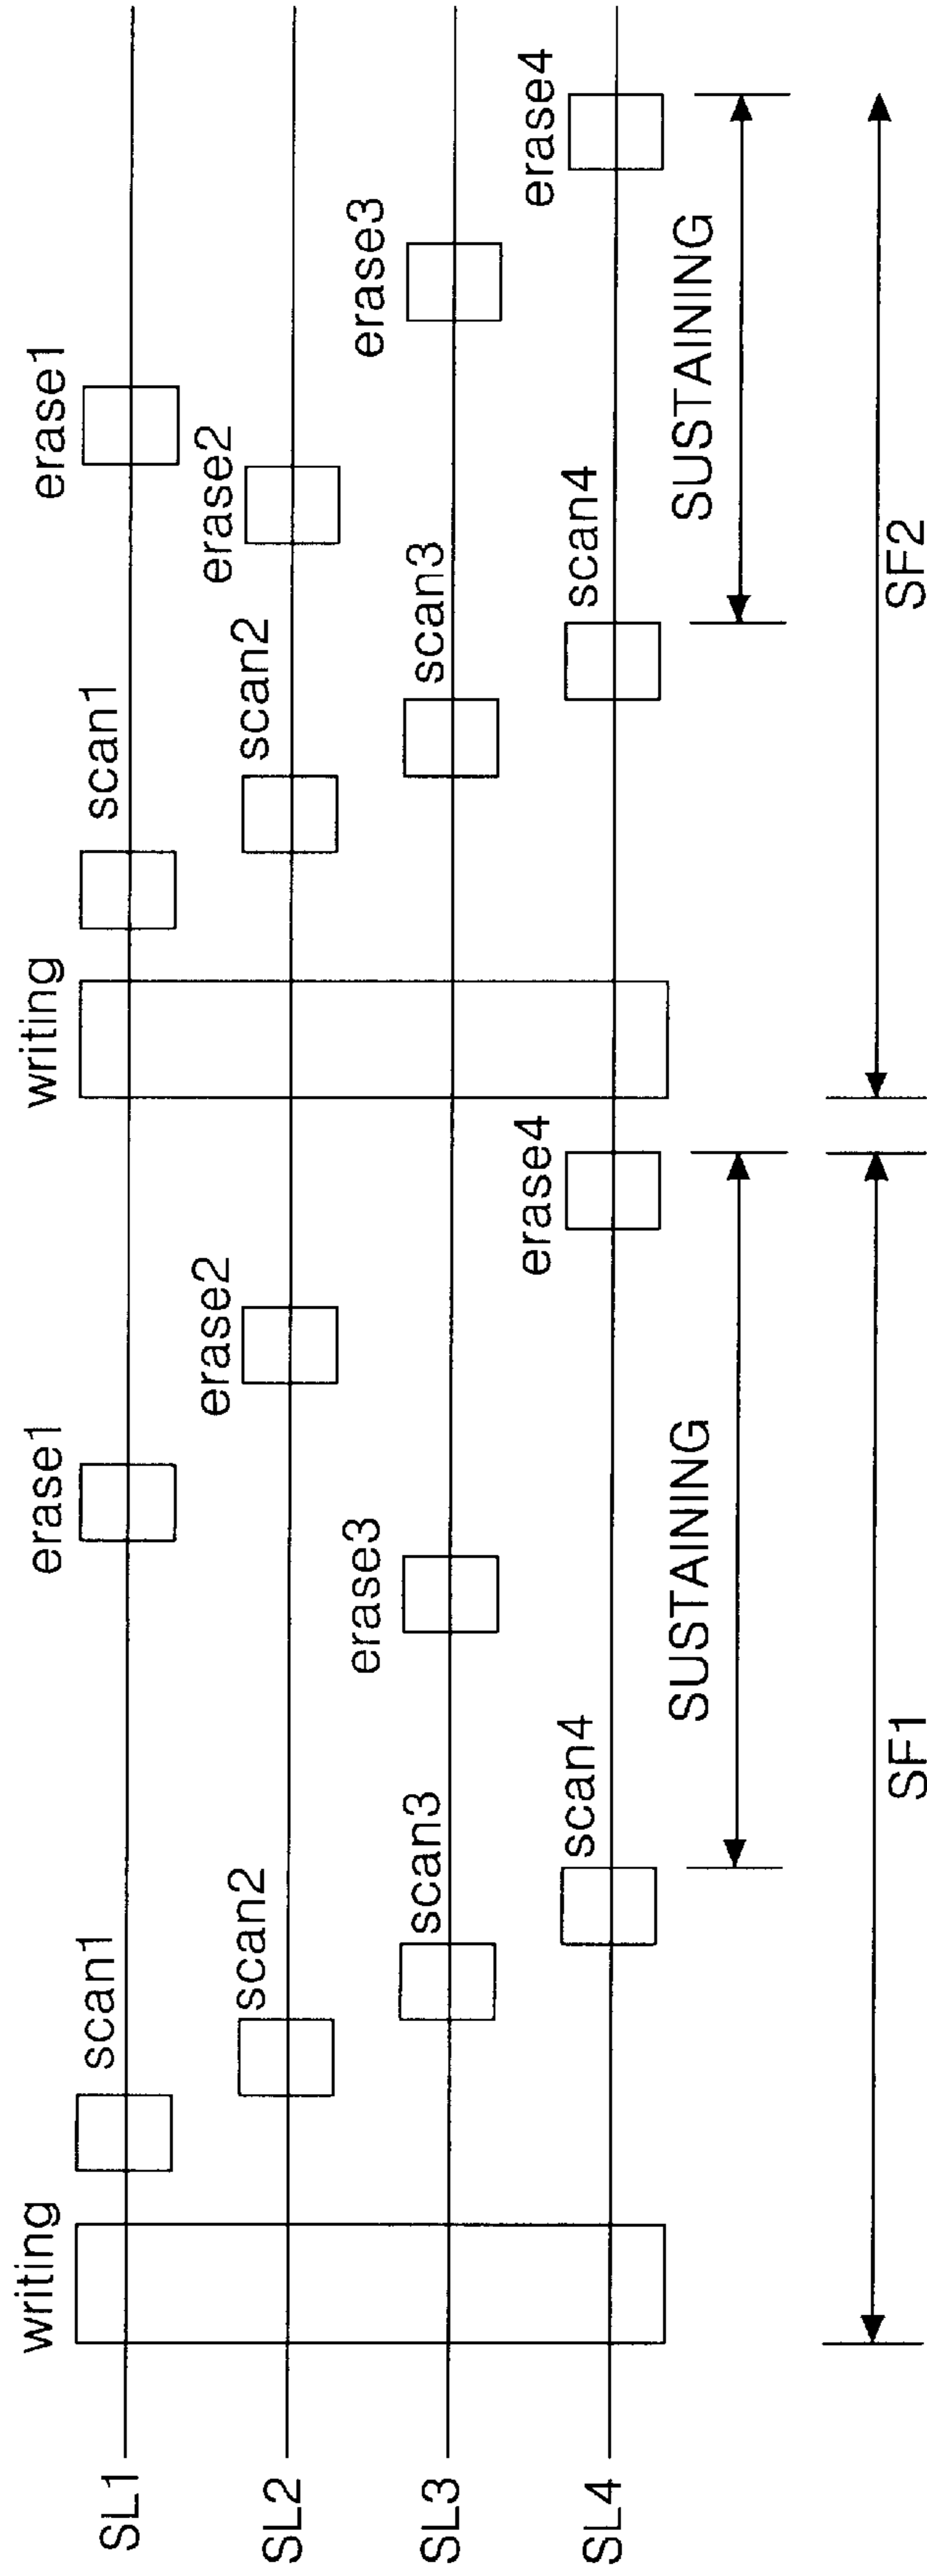 writing
writing
SL1
scan1
erase1
scan1
erase1
SL2
scan2
erase2
scan2
erase2
SL3
scan3
erase3
scan3
erase3
SL4
scan4
erase4
scan4
erase4
SUSTAINING
SUSTAINING
SF1
SF2